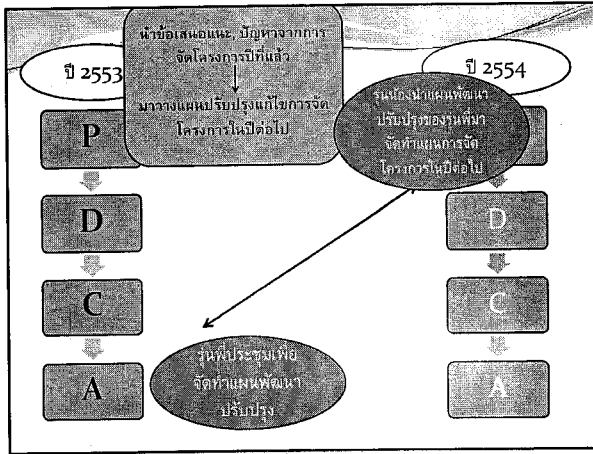 นำข้อเสนอแนะ, ปัญหาจากการ
จัดโครงการปีที่แล้ว
มาวางแผนปรับปรุงแก้ไขการจัด
โครงการในปีต่อไป
ปี 2553
ปี 2554
รุ่นน้องนำแผนพัฒนา
ปรับปรุงของรุ่นพี่มา
จัดทำแผนการจัด
โครงการในปีต่อไป
P
D
C
A
D
C
A
รุ่นพี่ประชุมเพื่อ
จัดทำแผนพัฒนา
ปรับปรุง